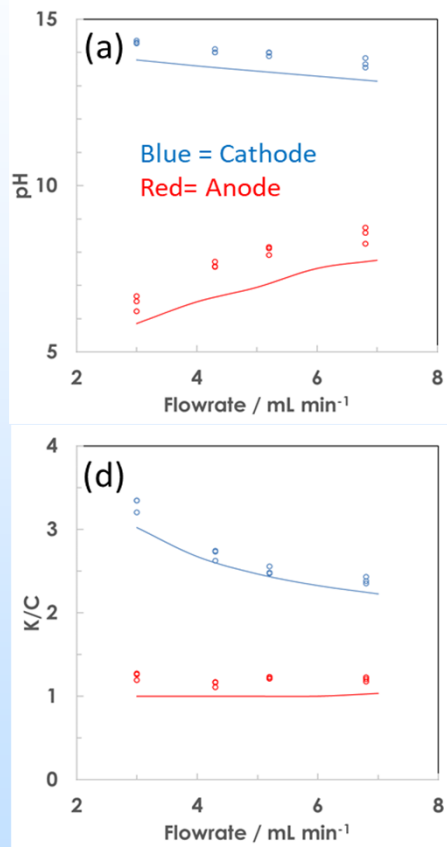 15
(a)
Blue = Cathode
Red= Anode
10
pH
5
2 4 6 8
Flowrate / mL min⁻¹
4
(d)
3
K/C
2
1
0
2 4 6 8
Flowrate / mL min⁻¹